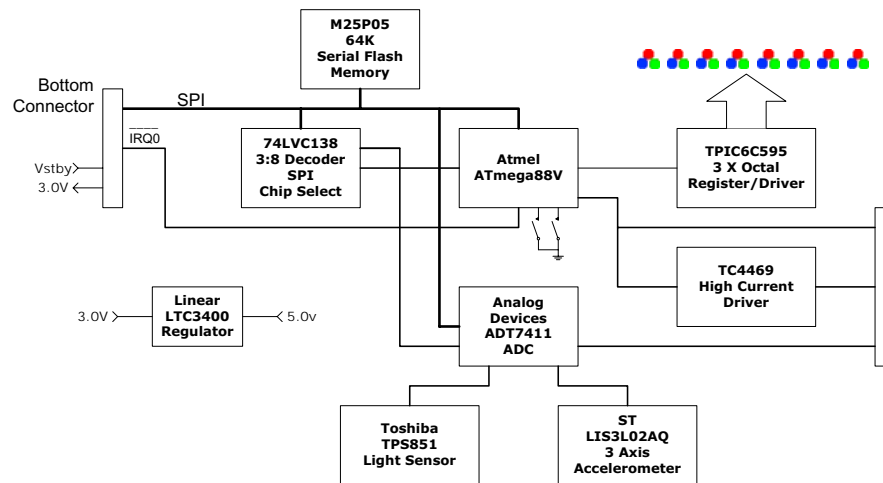 M25P05
64K
Serial Flash
Memory
Bottom
Connector
SPI
IRQ0
Vstby
3.0V
74LVC138
3:8 Decoder
SPI
Chip Select
Atmel
ATmega88V
TPIC6C595
3 X Octal
Register/Driver
TC4469
High Current
Driver
3.0V
Linear
LTC3400
Regulator
5.0v
Analog
Devices
ADT7411
ADC
Toshiba
TPS851
Light Sensor
ST
LIS3L02AQ
3 Axis
Accelerometer